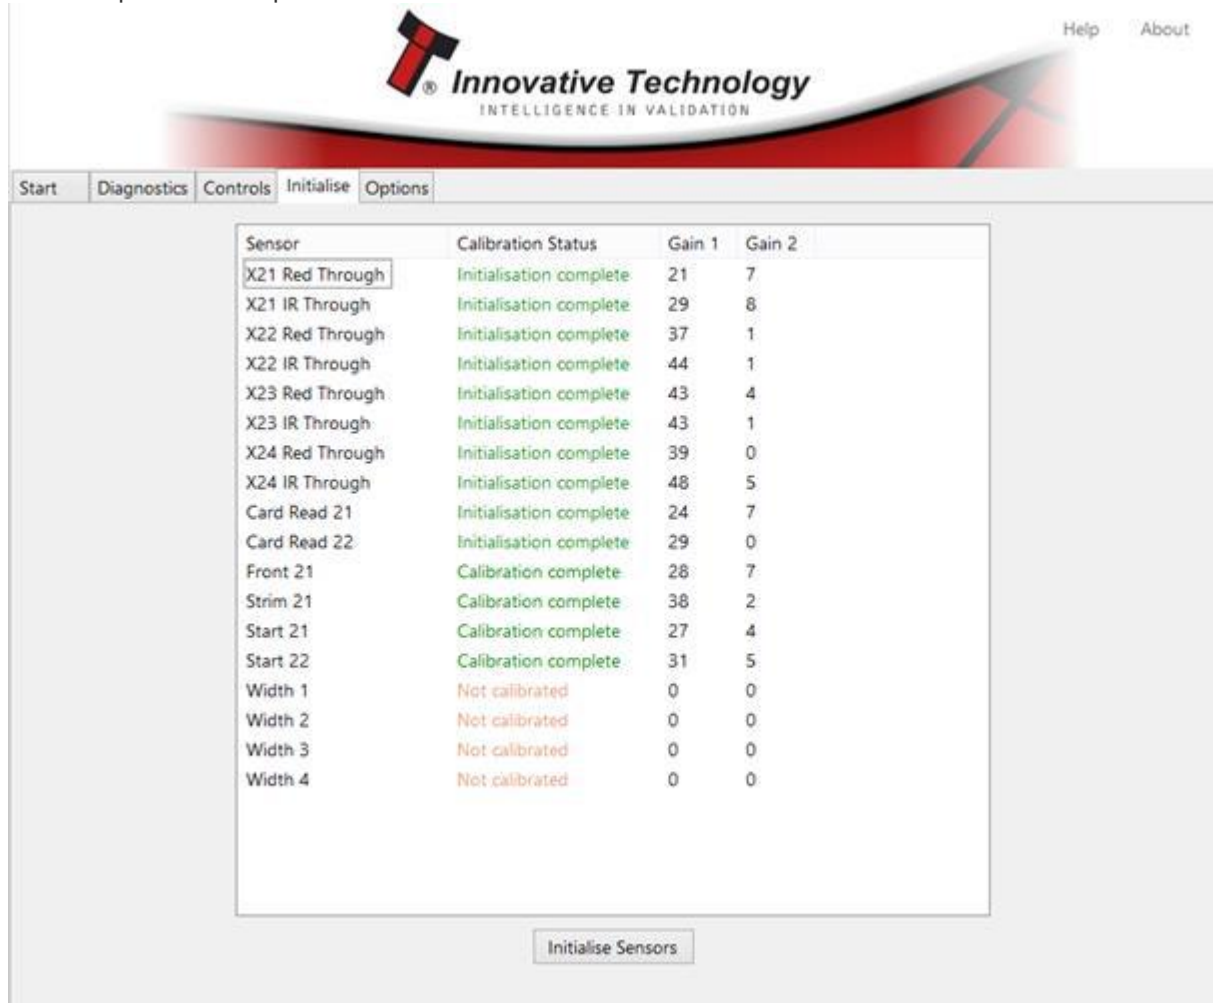 Help About
® Innovative Technology
INTELLIGENCE IN VALIDATION
Start Diagnostics Controls Initialise Options
Sensor Calibration Status Gain 1 Gain 2
X21 Red Through Initialisation complete 21 7
X21 IR Through Initialisation complete 29 8
X22 Red Through Initialisation complete 37 1
X22 IR Through Initialisation complete 44 1
X23 Red Through Initialisation complete 43 4
X23 IR Through Initialisation complete 43 1
X24 Red Through Initialisation complete 39 0
X24 IR Through Initialisation complete 48 5
Card Read 21 Initialisation complete 24 7
Card Read 22 Initialisation complete 29 0
Front 21 Calibration complete 28 7
Strim 21 Calibration complete 38 2
Start 21 Calibration complete 27 4
Start 22 Calibration complete 31 5
Width 1 Not calibrated 0 0
Width 2 Not calibrated 0 0
Width 3 Not calibrated 0 0
Width 4 Not calibrated 0 0
Initialise Sensors